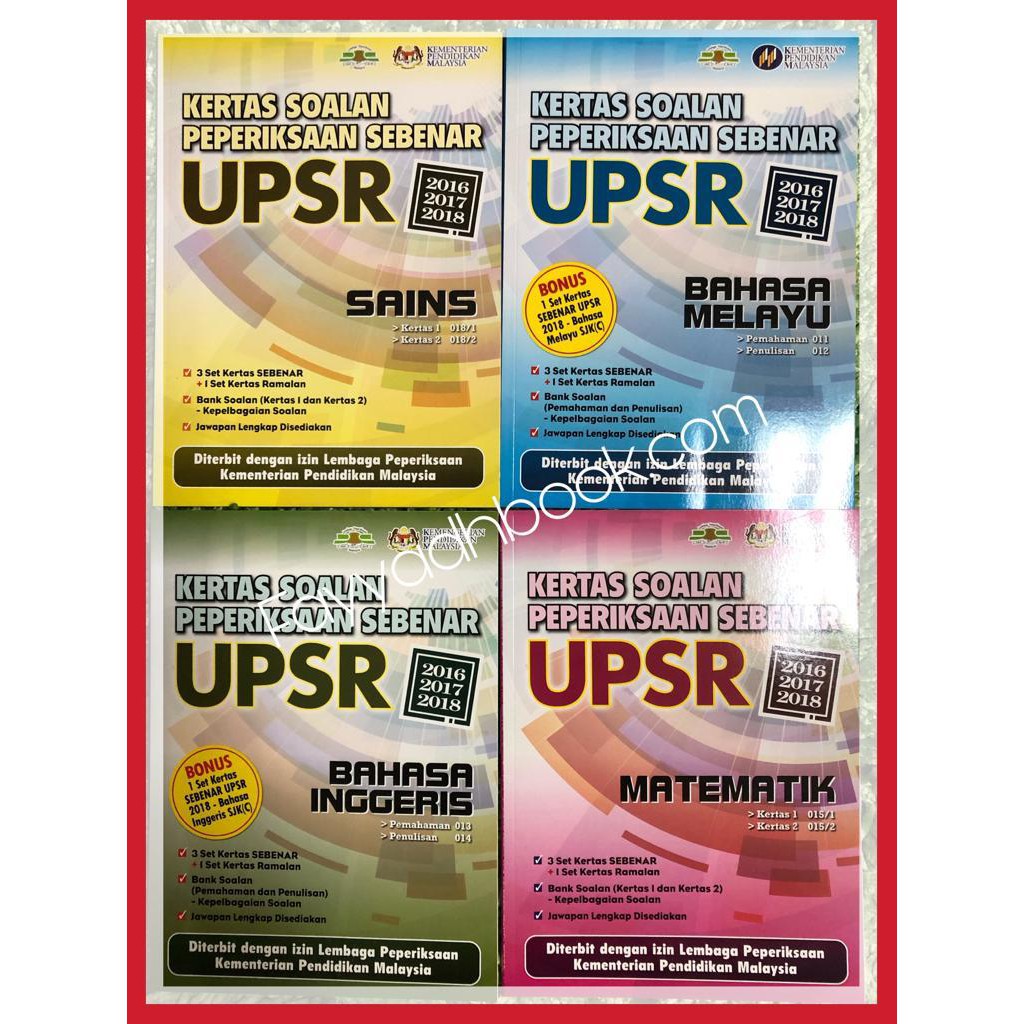 KEMENTERIAN
PENDIDIKAN
MALAYSIA
KERTAS SOALAN
PEPERIKSAAN SEBENAR
UPSR
2016
2017
2018
SAINS
> Kertas 1 018/1
> Kertas 2 018/2
3 Set Kertas SEBENAR
+ 1 Set Kertas Ramalan
Bank Soalan (Kertas 1 dan Kertas 2)
- Kepelbagaian Soalan
Jawapan Lengkap Disediakan
Diterbit dengan izin Lembaga Peperiksaan
Kementerian Pendidikan Malaysia
KEMENTERIAN
PENDIDIKAN
MALAYSIA
KERTAS SOALAN
PEPERIKSAAN SEBENAR
UPSR
2016
2017
2018
BONUS
1 Set Kertas
SEBENAR UPSR
2018 - Bahasa
Melayu SJK(C)
BAHASA
MELAYU
> Pemahaman 011
> Penulisan 012
3 Set Kertas SEBENAR
+ 1 Set Kertas Ramalan
Bank Soalan
(Pemahaman dan Penulisan)
- Kepelbagaian Soalan
Jawapan Lengkap Disediakan
Diterbit dengan izin Lembaga
Kementerian Pendidikan
Fayyadhbook.com
KEMENTERIAN
PENDIDIKAN
MALAYSIA
KERTAS SOALAN
PEPERIKSAAN SEBENAR
UPSR
2016
2017
2018
BONUS
1 Set Kertas
SEBENAR UPSR
2018 - Bahasa
Inggeris SJK(C)
BAHASA
INGGERIS
> Pemahaman 013
> Penulisan 014
3 Set Kertas SEBENAR
+ 1 Set Kertas Ramalan
Bank Soalan
(Pemahaman dan Penulisan)
- Kepelbagaian Soalan
Jawapan Lengkap Disediakan
Diterbit dengan izin Lembaga Peperiksaan
Kementerian Pendidikan Malaysia
KERTAS SOALAN
PEPERIKSAAN SEBENAR
UPSR
2016
2017
2018
MATEMATIK
> Kertas 1 015/1
> Kertas 2 015/2
3 Set Kertas SEBENAR
+ 1 Set Kertas Ramalan
Bank Soalan (Kertas 1 dan Kertas 2)
- Kepelbagaian Soalan
Jawapan Lengkap Disediakan
Diterbit dengan izin Lembaga Peperiksaan
Kementerian Pendidikan Malaysia